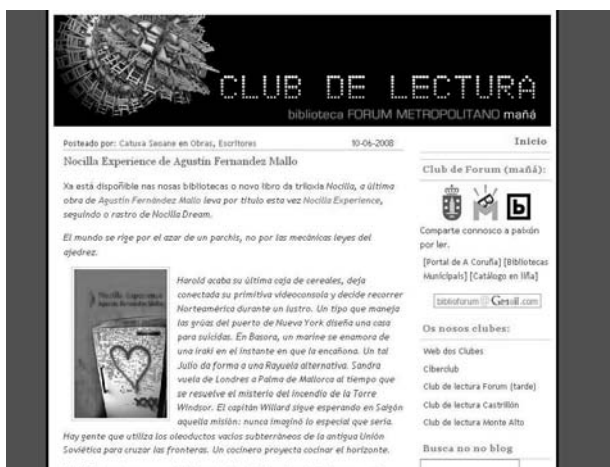 CLUB DE LECTURA
biblioteca FORUM METROPOLITANO mañá
Posteado por: Catuxa Seoane en Obras, Escritores 10-06-2008
Nocilla Experience de Agustín Fernandez Mallo
Xa está dispoñible nas nosas bibliotecas o novo libro da triloxía Nocilla, a última
obra de Agustín Fernández Mallo leva por título esta vez Nocilla Experience,
seguindo o rastro de Nocilla Dream.
El mundo se rige por el azar de un parchís, no por las mecánicas leyes del
ajedrez.
Harold acaba su última caja de cereales, deja
conectada su primitiva videoconsola y decide recorrer
Norteamérica durante un lustro. Un tipo que maneja
las grúas del puerto de Nueva York diseña una casa
para suicidas. En Basora, un marine se enamora de
una iraki en el instante en que la encañona. Un tal
Julio da forma a una Rayuela alternativa. Sandra
vuela de Londres a Palma de Mallorca al tiempo que
se resuelve el misterio del incendio de la Torre
Windsor. El capitán Willard sigue esperando en Saigón
aquella misión: nunca imaginó lo especial que sería.
Hay gente que utiliza los oleoductos vacíos subterráneos de la antigua Unión
Soviética para cruzar las fronteras. Un cocinero proyecta cocinar el horizonte.
Nocilla Experience
Inicio
Club de Forum (mañá):
b
Comparte connosco a paixón
por ler.
[Portal de A Coruña] [Bibliotecas
Municipais] [Catálogo en liña]
biblioforum@Gmail.com
Os nosos clubes:
Web dos Clubes
Ciberclub
Club de lectura Forum (tarde)
Club de lectura Castrillón
Club de lectura Monte Alto
Busca no no blog